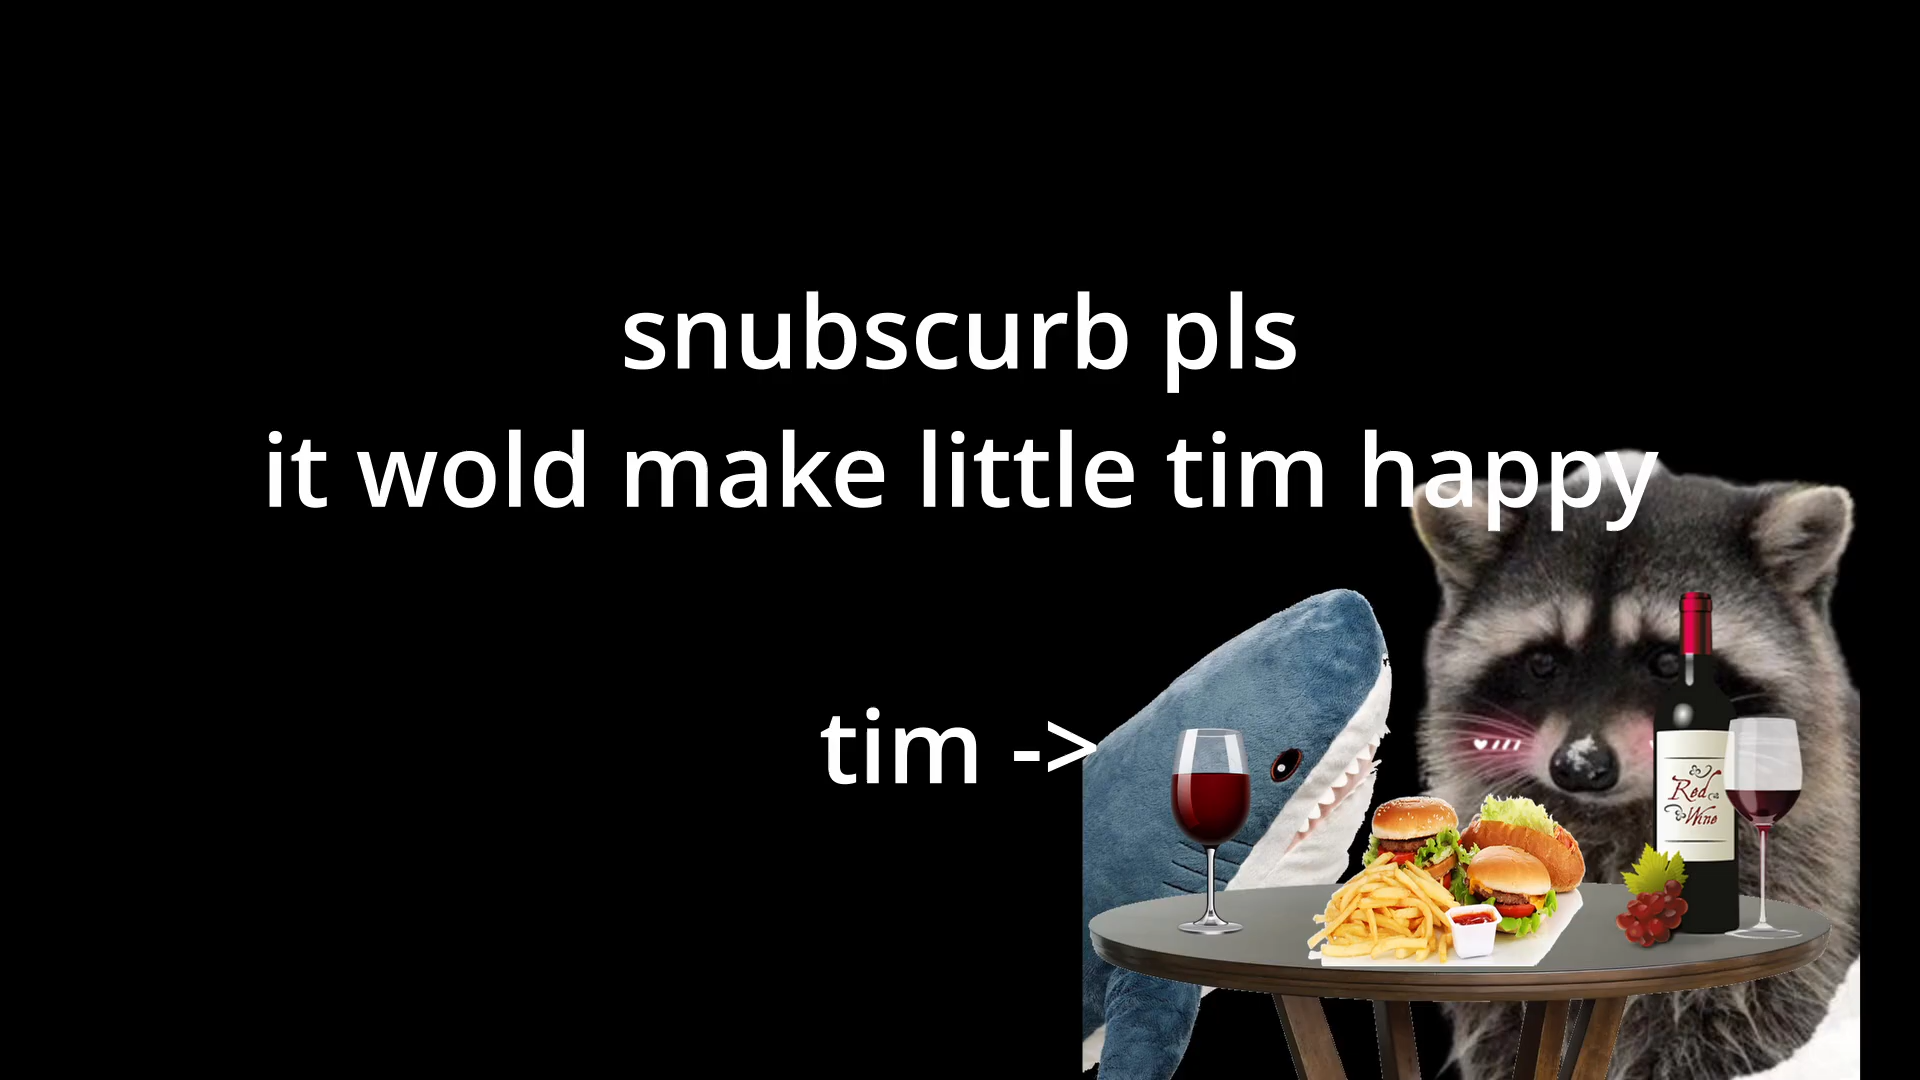 snubscurb pls
it wold make little tim happy
tim ->
Red
Wine